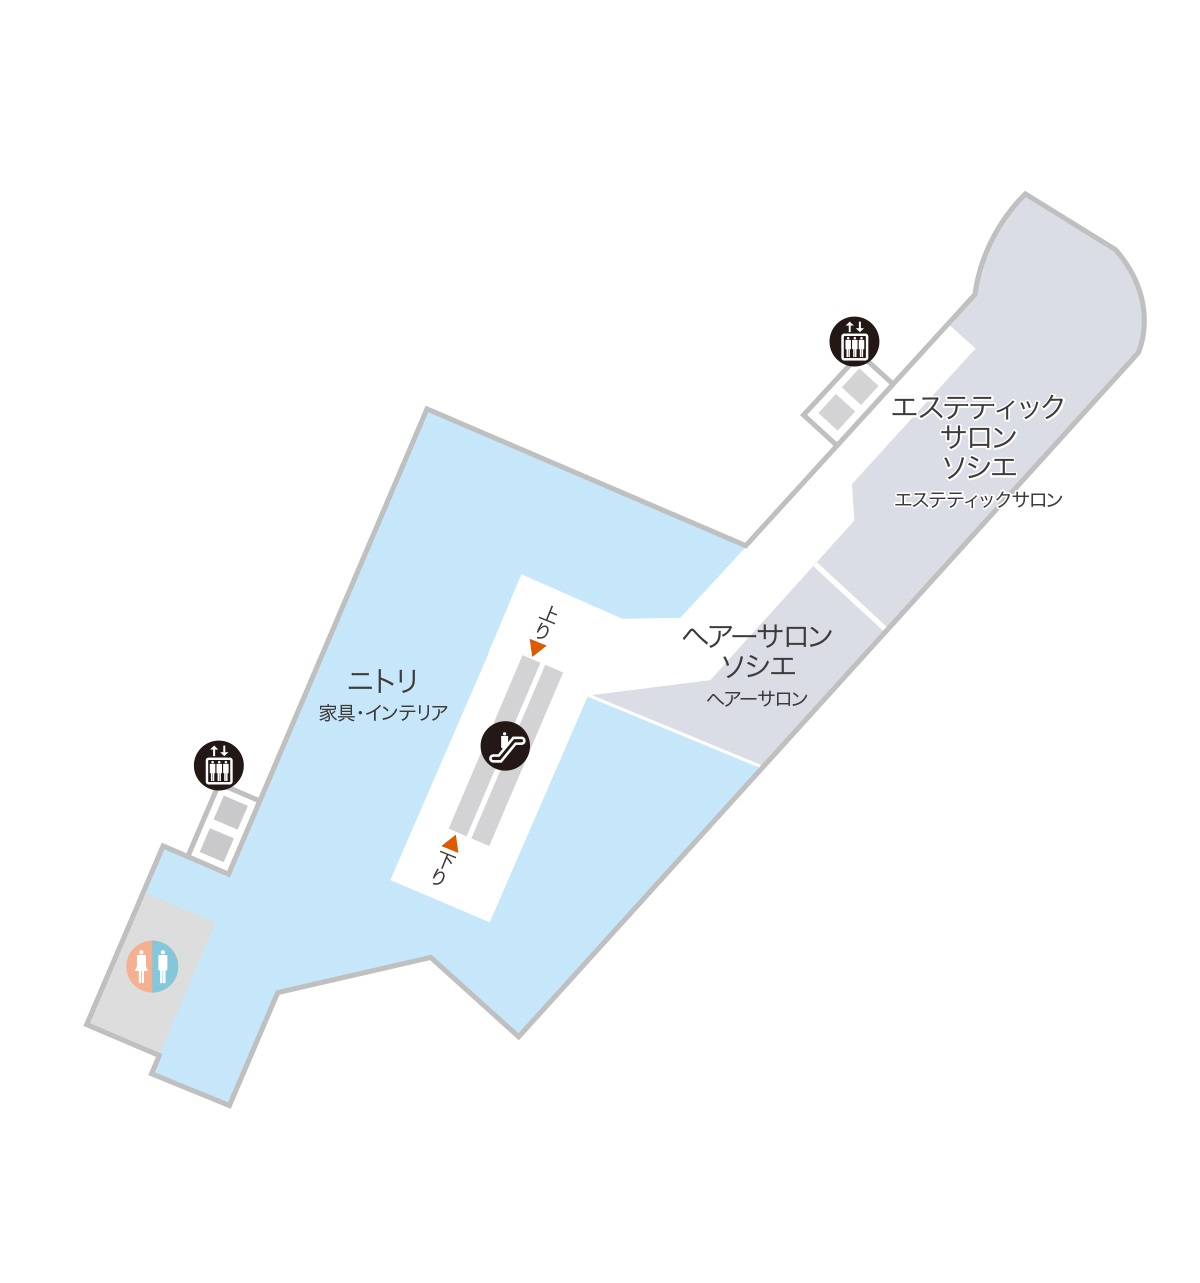 エステティック
サロン
ソシエ
エステティックサロン
上り
ヘアーサロン
ソシエ
ヘアーサロン
ニトリ
家具・インテリア
下り